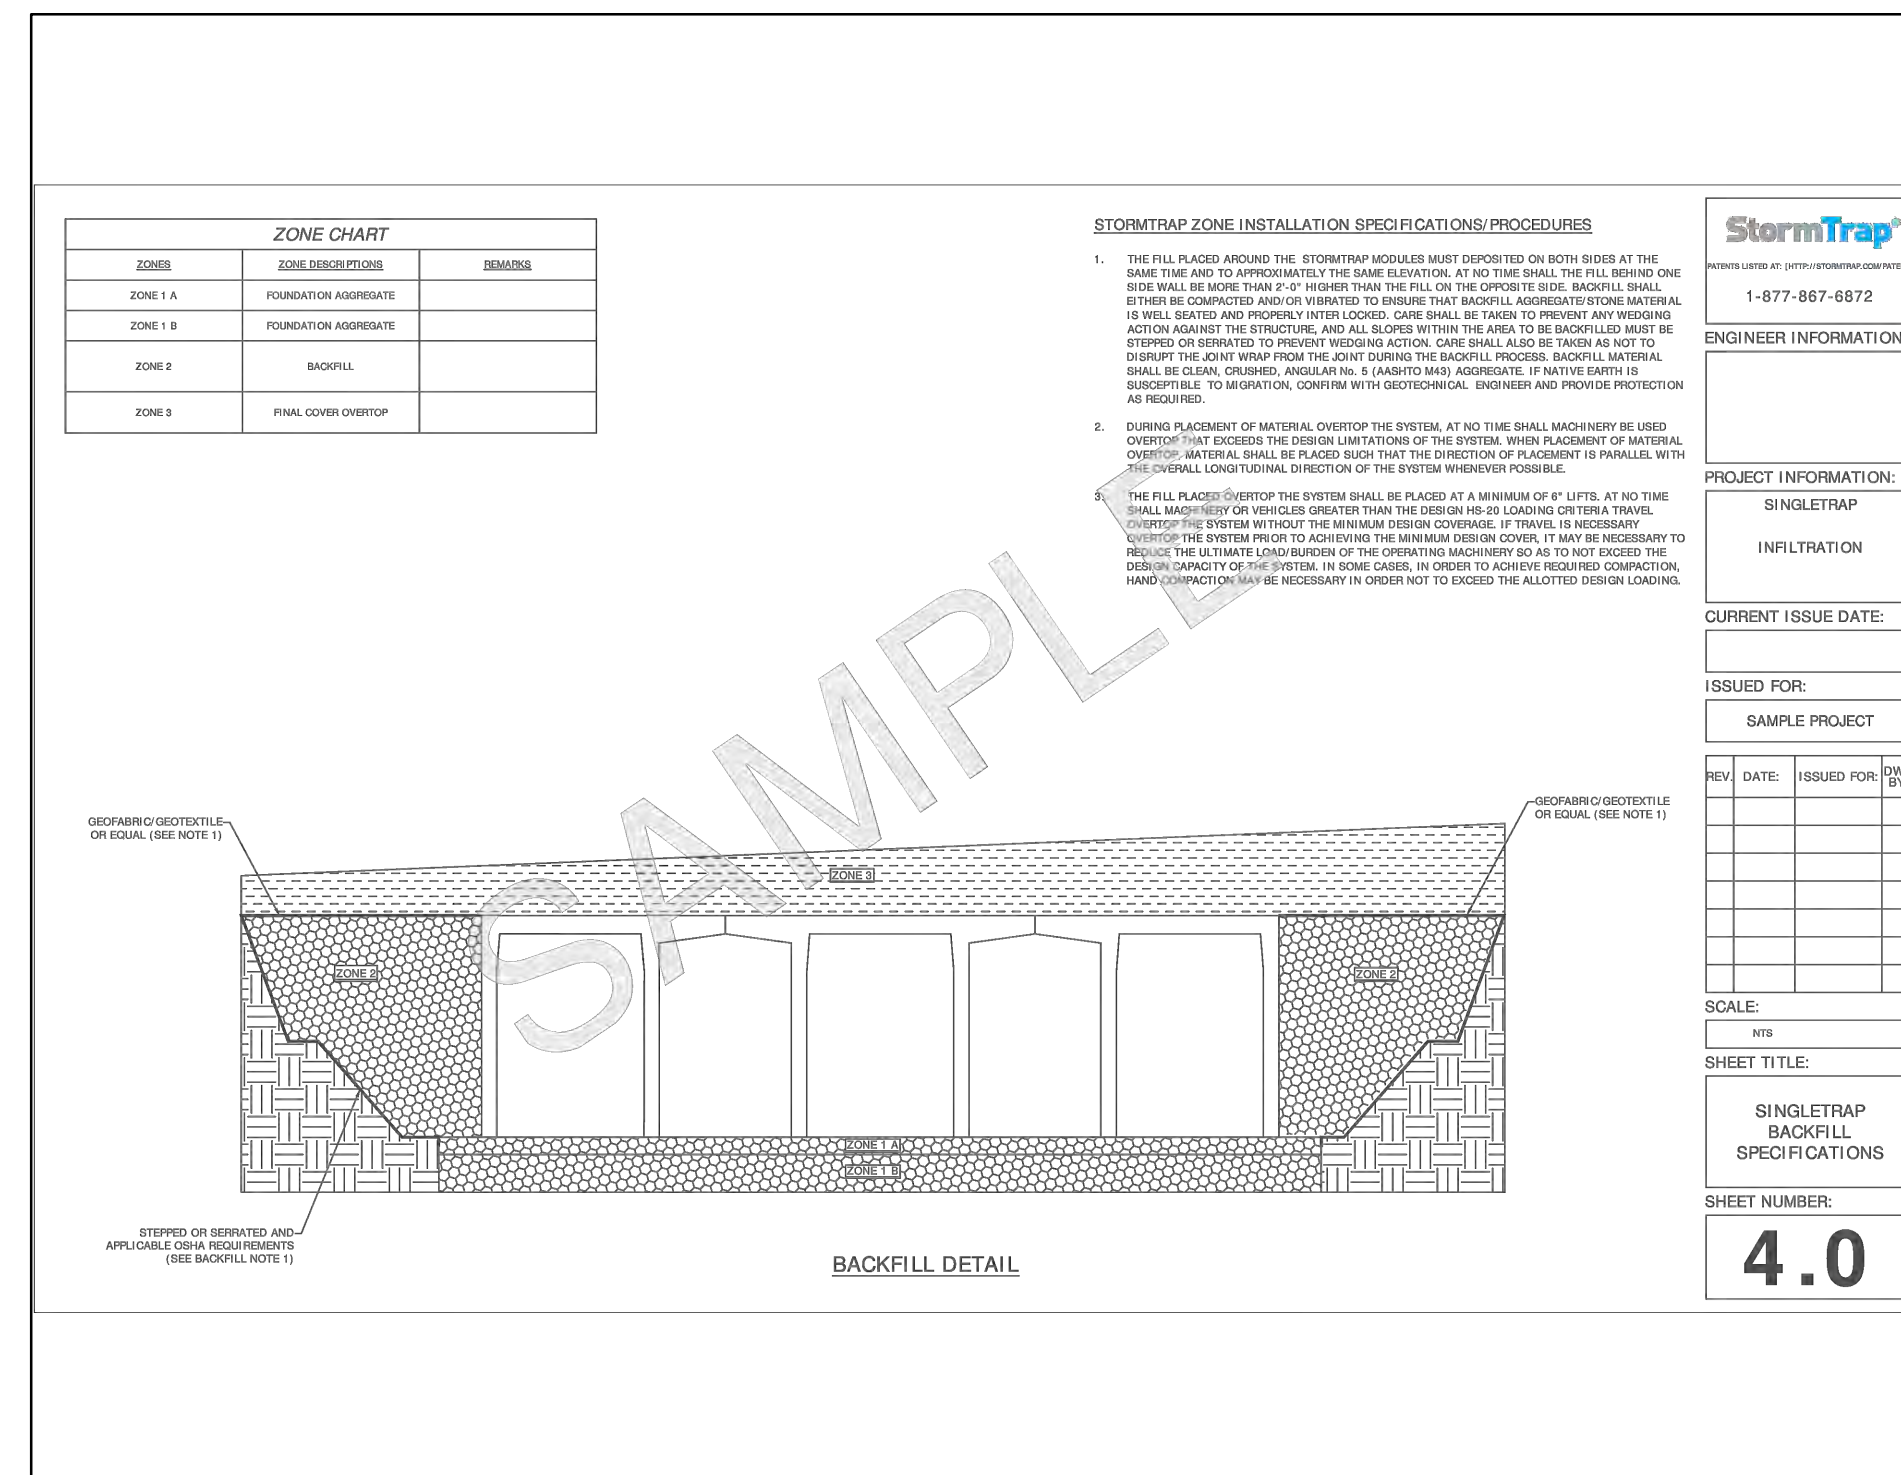 ZONE CHART
ZONES ZONE DESCRIPTIONS REMARKS
ZONE 1 A FOUNDATION AGGREGATE
ZONE 1 B FOUNDATION AGGREGATE
ZONE 2 BACKFILL
ZONE 3 FINAL COVER OVERTOP
STORMTRAP ZONE INSTALLATION SPECIFICATIONS/PROCEDURES
1. THE FILL PLACED AROUND THE STORMTRAP MODULES MUST DEPOSITED ON BOTH SIDES AT THE
SAME TIME AND TO APPROXIMATELY THE SAME ELEVATION. AT NO TIME SHALL THE FILL BEHIND ONE
SIDE WALL BE MORE THAN 2'-0" HIGHER THAN THE FILL ON THE OPPOSITE SIDE. BACKFILL SHALL
EITHER BE COMPACTED AND/OR VIBRATED TO ENSURE THAT BACKFILL AGGREGATE/STONE MATERIAL
IS WELL SEATED AND PROPERLY INTER LOCKED. CARE SHALL BE TAKEN TO PREVENT ANY WEDGING
ACTION AGAINST THE STRUCTURE, AND ALL SLOPES WITHIN THE AREA TO BE BACKFILLED MUST BE
STEPPED OR SERRATED TO PREVENT WEDGING ACTION. CARE SHALL ALSO BE TAKEN AS NOT TO
DISRUPT THE JOINT WRAP FROM THE JOINT DURING THE BACKFILL PROCESS. BACKFILL MATERIAL
SHALL BE CLEAN, CRUSHED, ANGULAR No. 5 (AASHTO M43) AGGREGATE. IF NATIVE EARTH IS
SUSCEPTIBLE TO MIGRATION, CONFIRM WITH GEOTECHNICAL ENGINEER AND PROVIDE PROTECTION
AS REQUIRED.
2. DURING PLACEMENT OF MATERIAL OVERTOP THE SYSTEM, AT NO TIME SHALL MACHINERY BE USED
OVERTOP THAT EXCEEDS THE DESIGN LIMITATIONS OF THE SYSTEM. WHEN PLACEMENT OF MATERIAL
OVERTOP, MATERIAL SHALL BE PLACED SUCH THAT THE DIRECTION OF PLACEMENT IS PARALLEL WITH
THE OVERALL LONGITUDINAL DIRECTION OF THE SYSTEM WHENEVER POSSIBLE.
3. THE FILL PLACED OVERTOP THE SYSTEM SHALL BE PLACED AT A MINIMUM OF 6" LIFTS. AT NO TIME
SHALL MACHINERY OR VEHICLES GREATER THAN THE DESIGN HS-20 LOADING CRITERIA TRAVEL
OVERTOP THE SYSTEM WITHOUT THE MINIMUM DESIGN COVERAGE. IF TRAVEL IS NECESSARY
OVERTOP THE SYSTEM PRIOR TO ACHIEVING THE MINIMUM DESIGN COVER, IT MAY BE NECESSARY TO
REDUCE THE ULTIMATE LOAD/BURDEN OF THE OPERATING MACHINERY SO AS TO NOT EXCEED THE
DESIGN CAPACITY OF THE SYSTEM. IN SOME CASES, IN ORDER TO ACHIEVE REQUIRED COMPACTION,
HAND COMPACTION MAY BE NECESSARY IN ORDER NOT TO EXCEED THE ALLOTTED DESIGN LOADING.
SAMPLE
GEOFABRIC/GEOTEXTILE
OR EQUAL (SEE NOTE 1)
GEOFABRIC/GEOTEXTILE
OR EQUAL (SEE NOTE 1)
ZONE 3
ZONE 2
ZONE 2
ZONE 1 A
ZONE 1 B
STEPPED OR SERRATED AND
APPLICABLE OSHA REQUIREMENTS
(SEE BACKFILL NOTE 1)
BACKFILL DETAIL
StormTrap
PATENTS LISTED AT: [HTTP://STORMTRAP.COM/PATE
1-877-867-6872
ENGINEER INFORMATION
PROJECT INFORMATION:
SINGLETRAP
INFILTRATION
CURRENT ISSUE DATE:
ISSUED FOR:
SAMPLE PROJECT
REV. DATE: ISSUED FOR: DW
BY
SCALE:
NTS
SHEET TITLE:
SINGLETRAP
BACKFILL
SPECIFICATIONS
SHEET NUMBER:
4.0